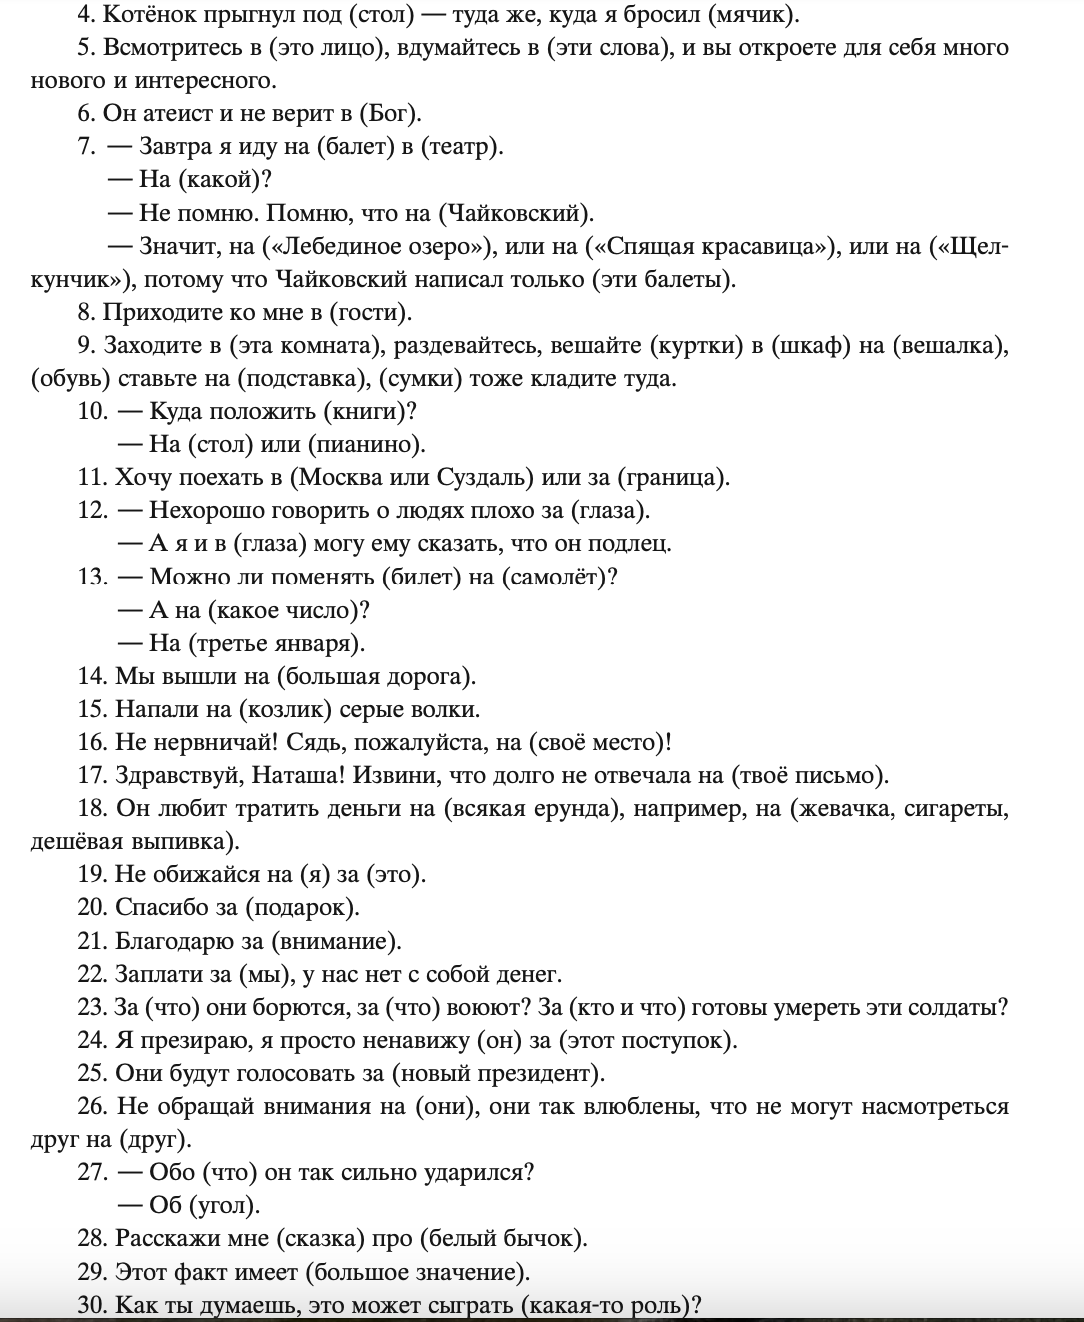 4. Котёнок прыгнул под (стол) — туда же, куда я бросил (мячик).
5. Всмотритесь в (это лицо), вдумайтесь в (эти слова), и вы откроете для себя много
нового и интересного.
6. Он атеист и не верит в (Бог).
7. — Завтра я иду на (балет) в (театр).
— На (какой)?
— Не помню. Помню, что на (Чайковский).
— Значит, на («Лебединое озеро»), или на («Спящая красавица»), или на («Щел-
кунчик»), потому что Чайковский написал только (эти балеты).
8. Приходите ко мне в (гости).
9. Заходите в (эта комната), раздевайтесь, вешайте (куртки) в (шкаф) на (вешалка),
(обувь) ставьте на (подставка), (сумки) тоже кладите туда.
10. — Куда положить (книги)?
— На (стол) или (пианино).
11. Хочу поехать в (Москва или Суздаль) или за (граница).
12. — Нехорошо говорить о людях плохо за (глаза).
— А я и в (глаза) могу ему сказать, что он подлец.
13. — Можно ли поменять (билет) на (самолёт)?
— А на (какое число)?
— На (третье января).
14. Мы вышли на (большая дорога).
15. Напали на (козлик) серые волки.
16. Не нервничай! Сядь, пожалуйста, на (своё место)!
17. Здравствуй, Наташа! Извини, что долго не отвечала на (твоё письмо).
18. Он любит тратить деньги на (всякая ерунда), например, на (жевачка, сигареты,
дешёвая выпивка).
19. Не обижайся на (я) за (это).
20. Спасибо за (подарок).
21. Благодарю за (внимание).
22. Заплати за (мы), у нас нет с собой денег.
23. За (что) они борются, за (что) воюют? За (кто и что) готовы умереть эти солдаты?
24. Я презираю, я просто ненавижу (он) за (этот поступок).
25. Они будут голосовать за (новый президент).
26. Не обращай внимания на (они), они так влюблены, что не могут насмотреться
друг на (друг).
27. — Обо (что) он так сильно ударился?
— Об (угол).
28. Расскажи мне (сказка) про (белый бычок).
29. Этот факт имеет (большое значение).
30. Как ты думаешь, это может сыграть (какая-то роль)?